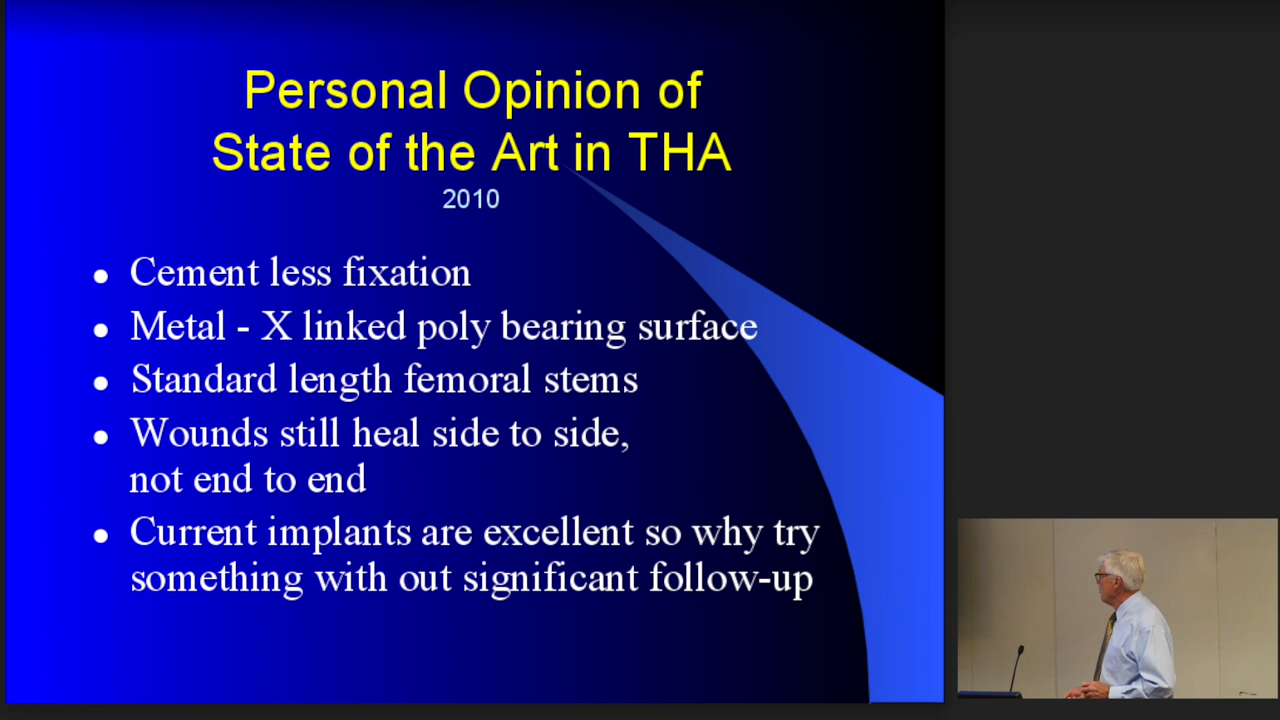 Personal Opinion of
State of the Art in THA
2010
• Cement less fixation
• Metal - X linked poly bearing surface
• Standard length femoral stems
• Wounds still heal side to side,
not end to end
• Current implants are excellent so why try
something with out significant follow-up